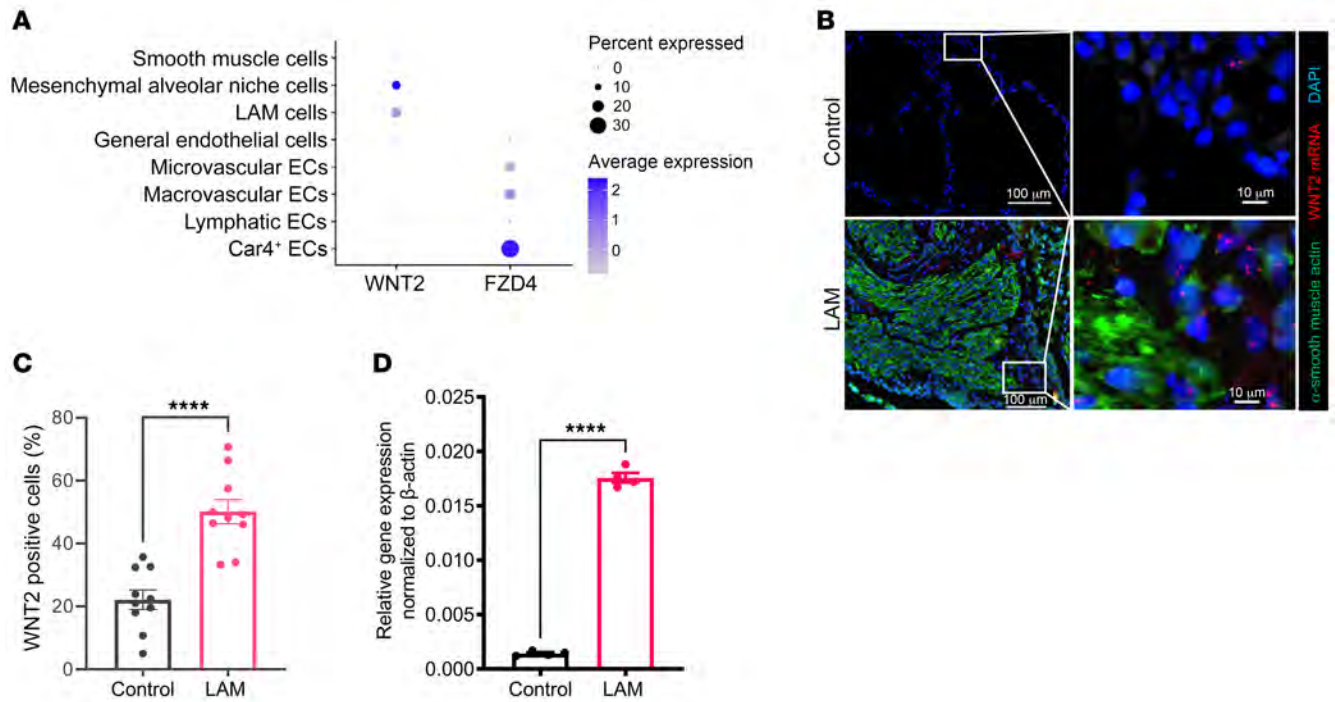 A
Smooth muscle cells
Mesenchymal alveolar niche cells
LAM cells
General endothelial cells
Microvascular ECs
Macrovascular ECs
Lymphatic ECs
Car4⁺ ECs
WNT2 FZD4
Percent expressed
0
10
20
30
Average expression
2
1
0
B
Control
100 μm
10 μm
LAM
100 μm
10 μm
α-smooth muscle actin WNT2 mRNA DAPI
C
****
WNT2 positive cells (%)
80
60
40
20
0
Control LAM
D
****
Relative gene expression
normalized to β-actin
0.025
0.020
0.015
0.010
0.005
0.000
Control LAM